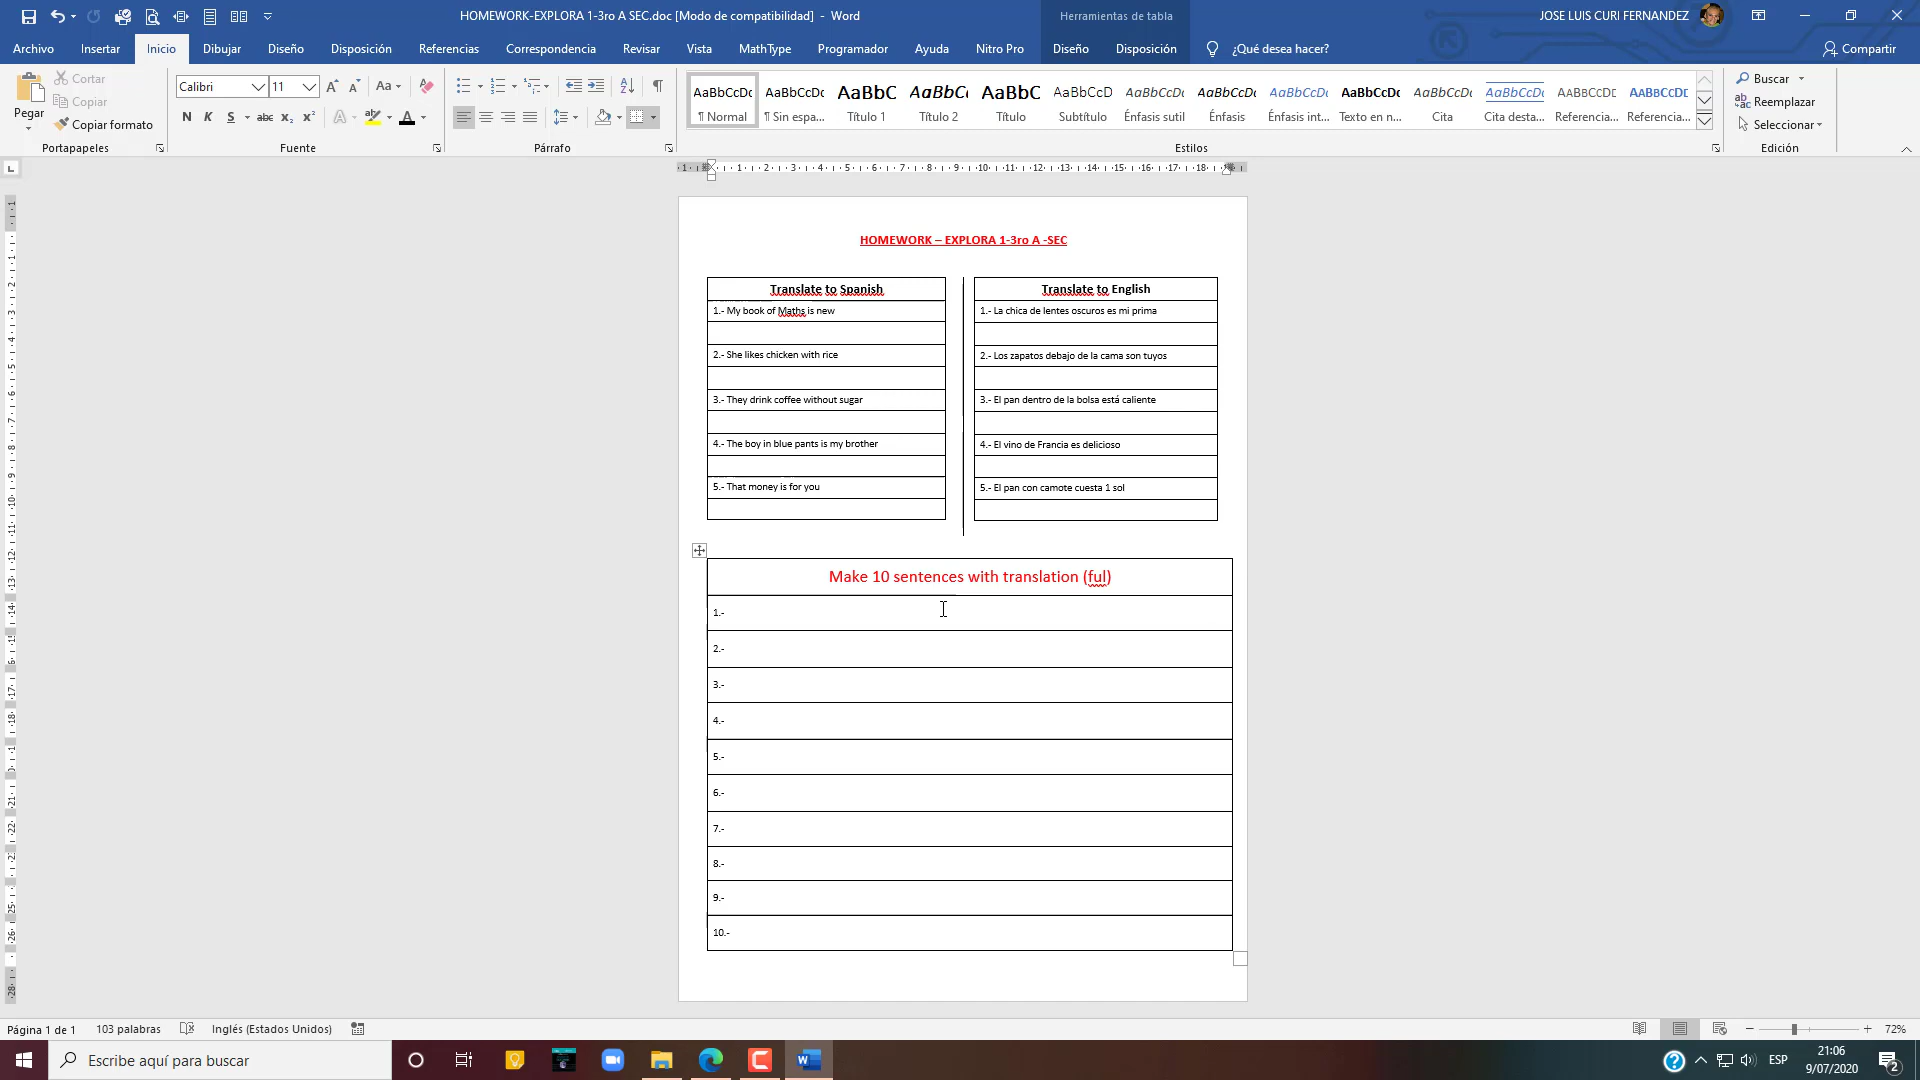 HOMEWORK-EXPLORA 1-3ro A SEC.doc [Modo de compatibilidad] - Word
Herramientas de tabla
JOSE LUIS CURI FERNANDEZ
Archivo Insertar Inicio Dibujar Diseño Disposición Referencias Correspondencia Revisar Vista MathType Programador Ayuda Nitro Pro Diseño Disposición ¿Qué desea hacer? Compartir
Pegar
Cortar
Copiar
Copiar formato
Portapapeles
Calibri 11
Fuente
Párrafo
AaBbCcDc AaBbCcDc AaBbC AaBbCc AaBbC AaBbCcD AaBbCcDc AaBbCcDc AaBbCcDc AaBbCcDc AaBbCcDc AaBbCcDc AABBCCDE AABBCCDE
¶ Normal ¶ Sin espa... Título 1 Título 2 Título Subtítulo Énfasis sutil Énfasis Énfasis int... Texto en n... Cita Cita desta... Referencia... Referencia...
Estilos
Buscar
Reemplazar
Seleccionar
Edición
HOMEWORK – EXPLORA 1-3ro A -SEC
Translate to Spanish
1.- My book of Maths is new
2.- She likes chicken with rice
3.- They drink coffee without sugar
4.- The boy in blue pants is my brother
5.- That money is for you
Translate to English
1.- La chica de lentes oscuros es mi prima
2.- Los zapatos debajo de la cama son tuyos
3.- El pan dentro de la bolsa está caliente
4.- El vino de Francia es delicioso
5.- El pan con camote cuesta 1 sol
Make 10 sentences with translation (ful)
1.-
2.-
3.-
4.-
5.-
6.-
7.-
8.-
9.-
10.-
Página 1 de 1 103 palabras Inglés (Estados Unidos) 72%
Escribe aquí para buscar
ESP
21:06
9/07/2020
2